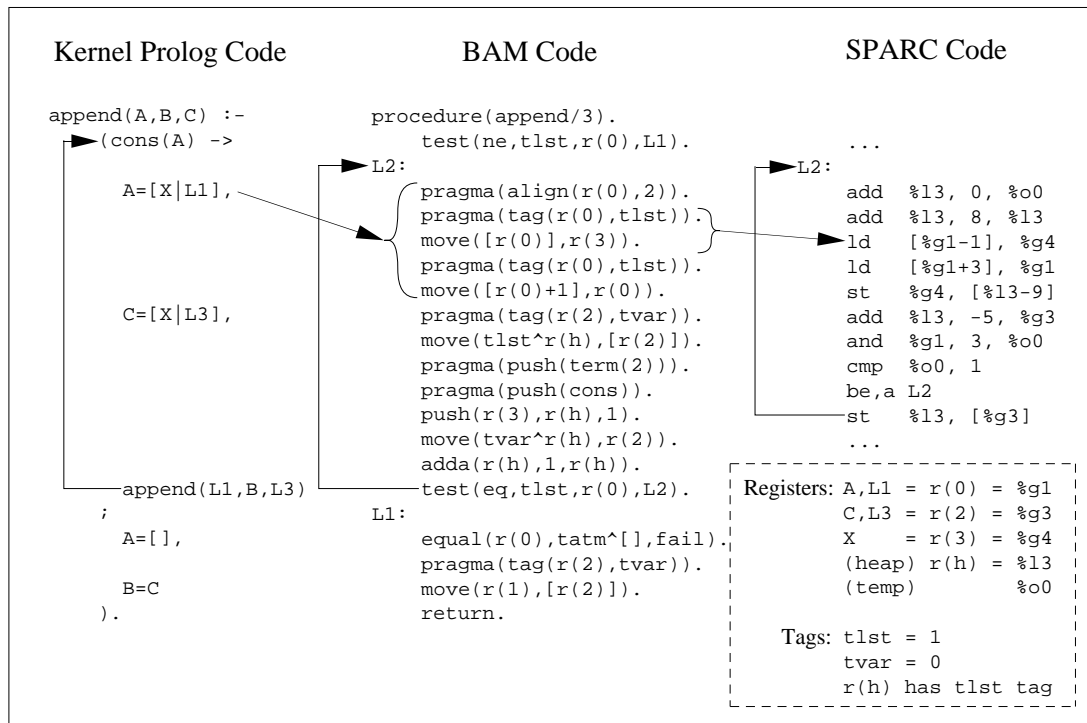 Kernel Prolog Code
append(A,B,C) :-
(cons(A) ->
A=[X|L1],
C=[X|L3],
append(L1,B,L3)
;
A=[],
B=C
).
BAM Code
procedure(append/3).
test(ne,tlst,r(0),L1).
L2:
pragma(align(r(0),2)).
pragma(tag(r(0),tlst)).
move([r(0)],r(3)).
pragma(tag(r(0),tlst)).
move([r(0)+1],r(0)).
pragma(tag(r(2),tvar)).
move(tlst^r(h),[r(2)]).
pragma(push(term(2))).
pragma(push(cons)).
push(r(3),r(h),1).
move(tvar^r(h),r(2)).
adda(r(h),1,r(h)).
test(eq,tlst,r(0),L2).
L1:
equal(r(0),tatm^[],fail).
pragma(tag(r(2),tvar)).
move(r(1),[r(2)]).
return.
SPARC Code
...
L2:
add %l3, 0, %o0
add %l3, 8, %l3
ld [%g1-1], %g4
ld [%g1+3], %g1
st %g4, [%l3-9]
add %l3, -5, %g3
and %g1, 3, %o0
cmp %o0, 1
be,a L2
st %l3, [%g3]
...
Registers: A,L1 = r(0) = %g1
C,L3 = r(2) = %g3
X = r(3) = %g4
(heap) r(h) = %l3
(temp) %o0
Tags: tlst = 1
tvar = 0
r(h) has tlst tag